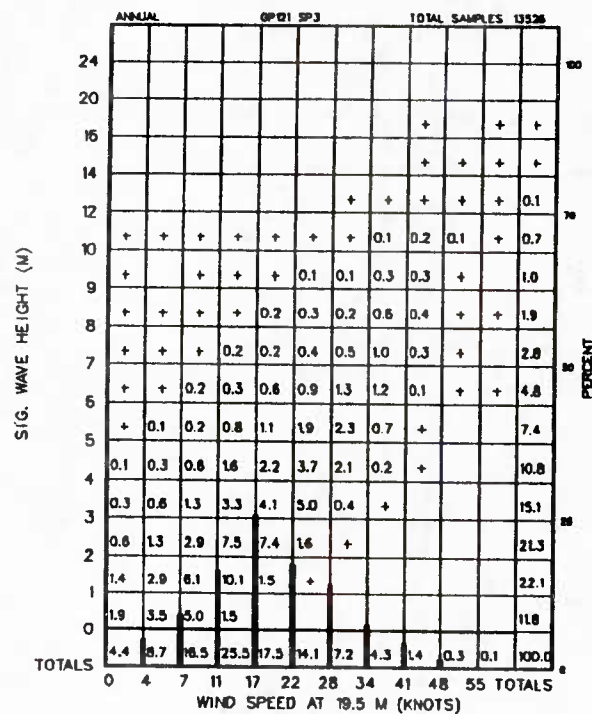 ANNUAL GP121 SP3 TOTAL SAMPLES 13526
24 100
20
+ + +
16
+ + + +
14
+ + + + + 0.1
12 70
+ + + + + + + 0.1 0.2 0.1 + 0.7
10
+ + + + 0.1 0.1 0.3 0.3 + 1.0
9
+ + + + 0.2 0.3 0.2 0.6 0.4 + + 1.9
8
+ + + 0.2 0.2 0.4 0.5 1.0 0.3 + 2.8
7 50
+ + 0.2 0.3 0.6 0.9 1.3 1.2 0.1 + + 4.8
6
+ 0.1 0.2 0.8 1.1 1.9 2.3 0.7 + 7.4
5
0.1 0.3 0.6 1.6 2.2 3.7 2.1 0.2 + 10.8
4
0.3 0.6 1.3 3.3 4.1 5.0 0.4 + 15.1
3 25
0.6 1.3 2.9 7.5 7.4 1.6 + 21.3
2
1.4 2.9 6.1 10.1 1.5 + 22.1
1
1.9 3.5 5.0 1.5 11.8
0
TOTALS 4.4 8.7 16.5 25.5 17.5 14.1 7.2 4.3 1.4 0.3 0.1 100.0
0
0 4 7 11 17 22 28 34 41 48 55 TOTALS
WIND SPEED AT 19.5 M (KNOTS)
SIG. WAVE HEIGHT (M)
PERCENT